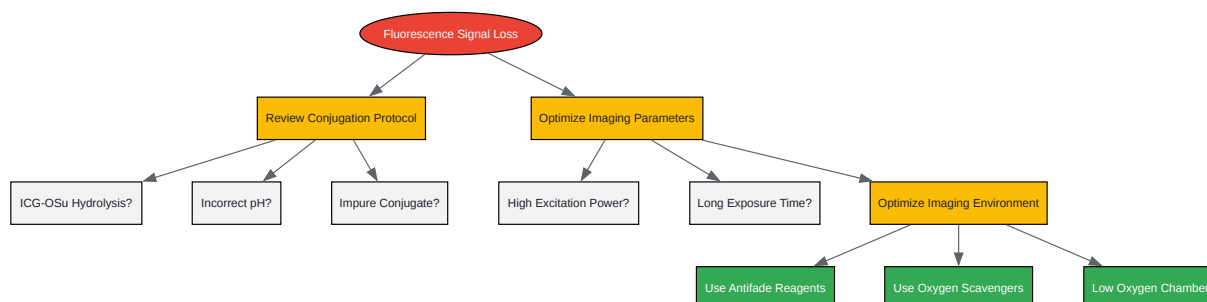 Fluorescence Signal Loss
Review Conjugation Protocol
Optimize Imaging Parameters
ICG-OSu Hydrolysis?
Incorrect pH?
Impure Conjugate?
High Excitation Power?
Long Exposure Time?
Optimize Imaging Environment
Use Antifade Reagents
Use Oxygen Scavengers
Low Oxygen Chamber